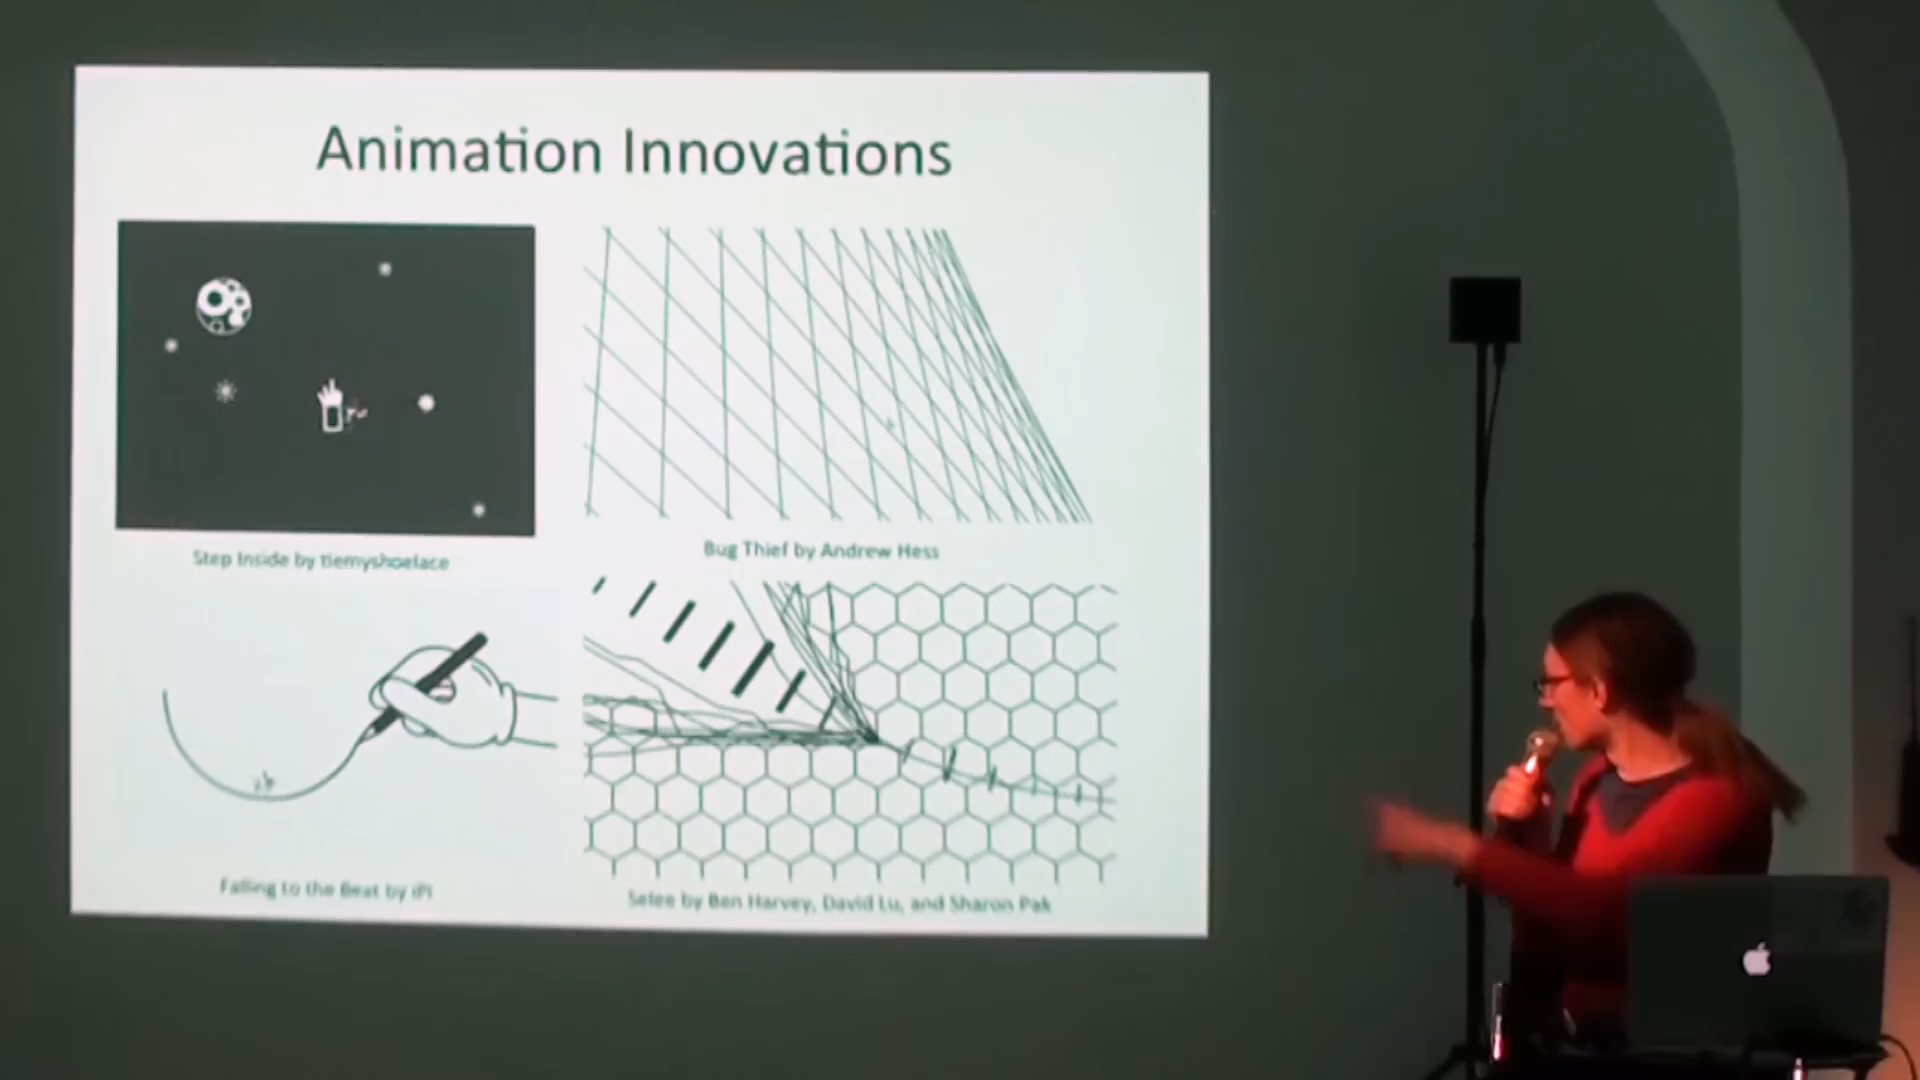 Animation Innovations
Step Inside by tiemyshoelace
Bug Thief by Andrew Hess
Falling to the Beat by iPi
Selee by Ben Harvey, David Lu, and Sharon Pak